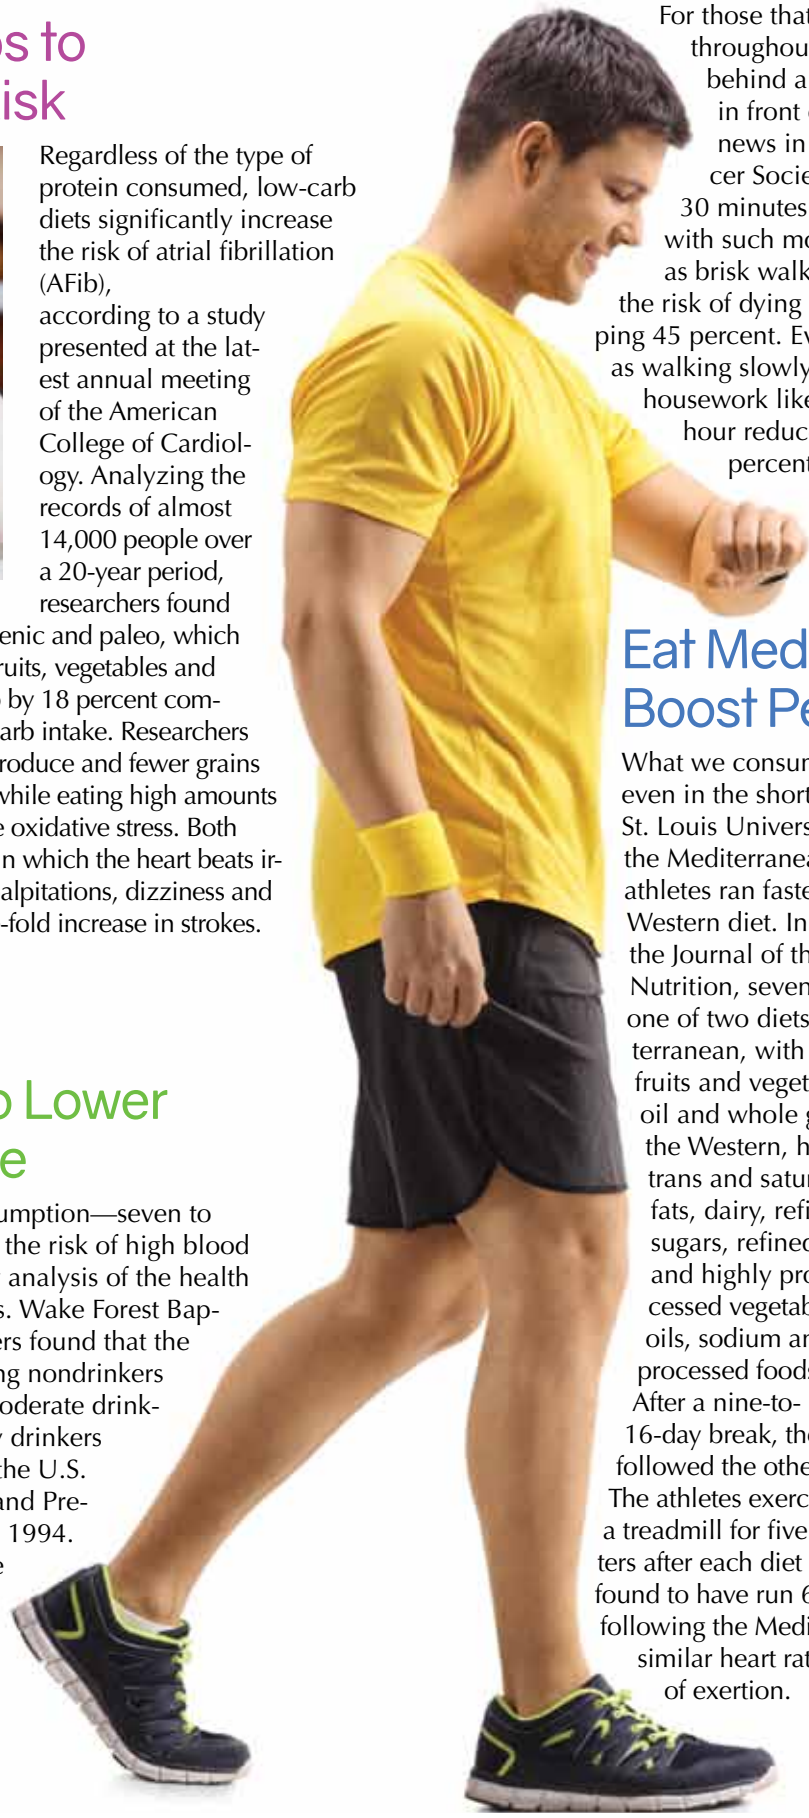 os to
isk
Regardless of the type of
protein consumed, low-carb
diets significantly increase
the risk of atrial fibrillation
(AFib),
according to a study
presented at the lat-
est annual meeting
of the American
College of Cardiol-
ogy. Analyzing the
records of almost
14,000 people over
a 20-year period,
researchers found
enic and paleo, which
ruits, vegetables and
by 18 percent com-
arb intake. Researchers
roduce and fewer grains
while eating high amounts
e oxidative stress. Both
n which the heart beats ir-
alpitations, dizziness and
-fold increase in strokes.
o Lower
e
umption—seven to
the risk of high blood
analysis of the health
s. Wake Forest Bap-
ers found that the
ng nondrinkers
oderate drink-
y drinkers
the U.S.
and Pre-
1994.
e
For those that
throughou
behind a
in front
news in
cer Socie
30 minutes
with such mo
as brisk walk
the risk of dying
ping 45 percent. Ev
as walking slowly
housework like
hour reduc
percent
Eat Med
Boost Pe
What we consum
even in the short
St. Louis Univers
the Mediterranea
athletes ran faste
Western diet. In
the Journal of th
Nutrition, seven
one of two diets
terranean, with
fruits and veget
oil and whole g
the Western, h
trans and satur
fats, dairy, refi
sugars, refined
and highly pro
cessed vegetab
oils, sodium an
processed foods
After a nine-to-
16-day break, the
followed the othe
The athletes exerc
a treadmill for five
ters after each diet
found to have run 6
following the Medi
similar heart rat
of exertion.